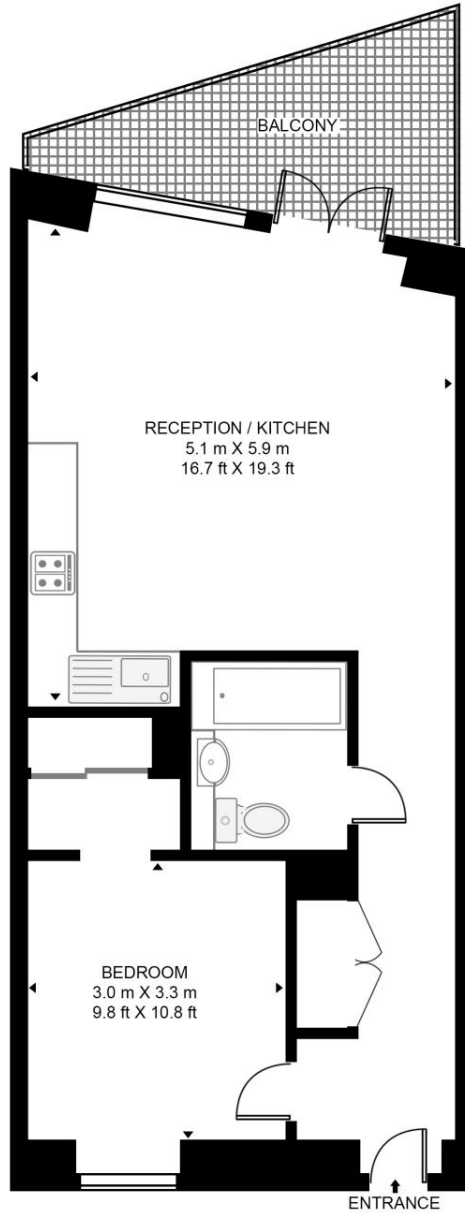 BALCONY
RECEPTION / KITCHEN
5.1 m X 5.9 m
16.7 ft X 19.3 ft
BEDROOM
3.0 m X 3.3 m
9.8 ft X 10.8 ft
ENTRANCE